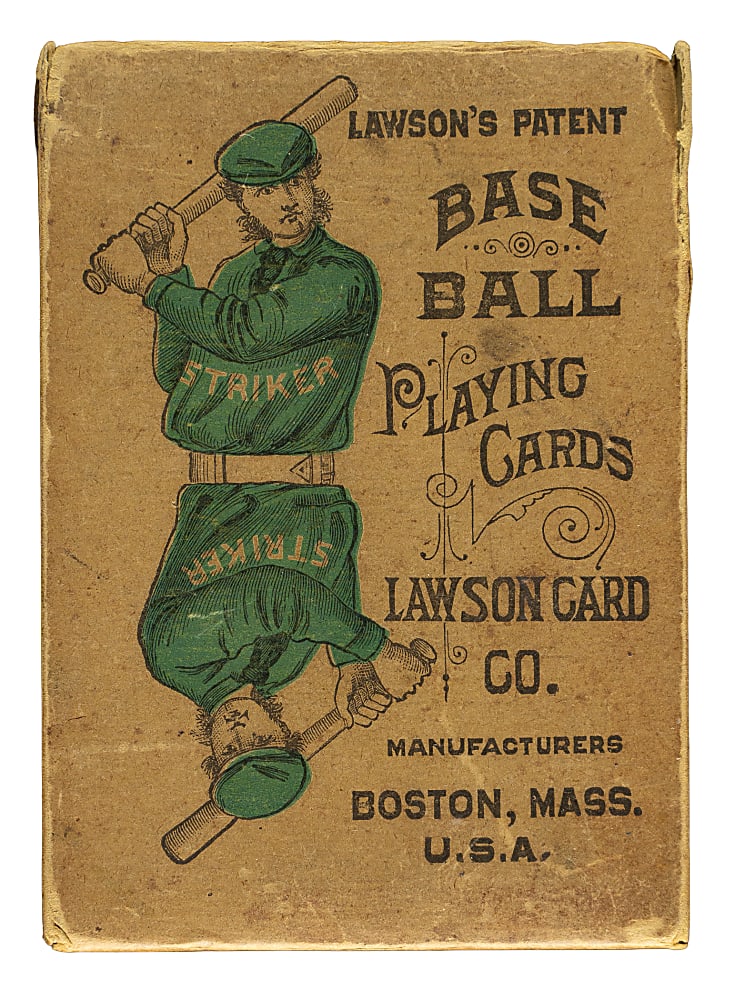 LAWSON'S PATENT
BASE
BALL
PLAYING
CARDS
LAWSON CARD
CO.
MANUFACTURERS
BOSTON, MASS.
U.S.A.
STRIKER
STRIKER